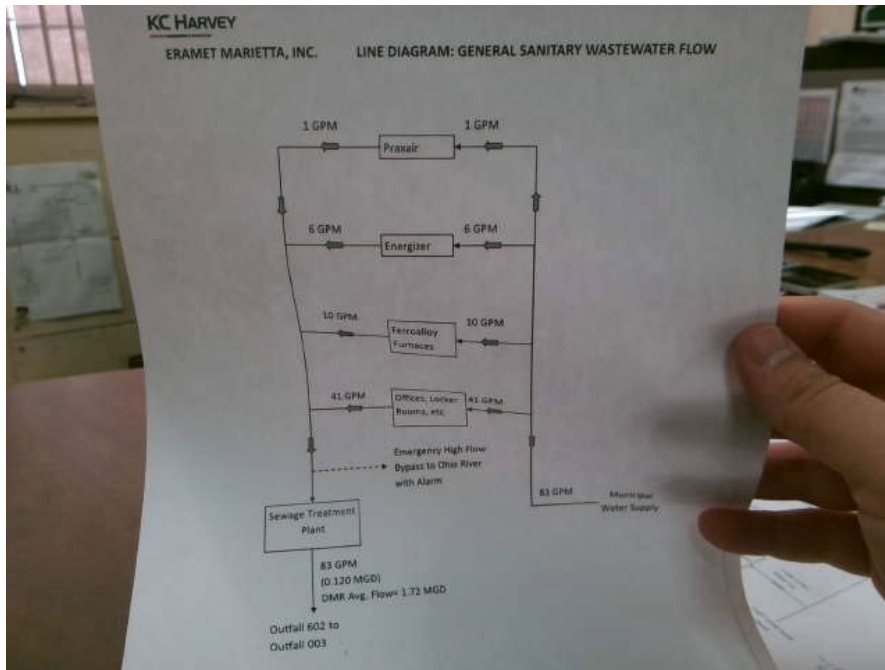 KC HARVEY
ERAMET MARIETTA, INC. LINE DIAGRAM: GENERAL SANITARY WASTEWATER FLOW
1 GPM 1 GPM
Praxair
6 GPM 6 GPM
Energizer
10 GPM 10 GPM
Ferroalloy
Furnaces
41 GPM 41 GPM
Offices, Locker
Rooms, etc.
Emergency High Flow
Bypass to Ohio River
with Alarm
83 GPM
Municipal
Water Supply
Sewage Treatment
Plant
83 GPM
(0.120 MGD)
DMR Avg. Flow= 1.72 MGD
Outfall 602 to
Outfall 003